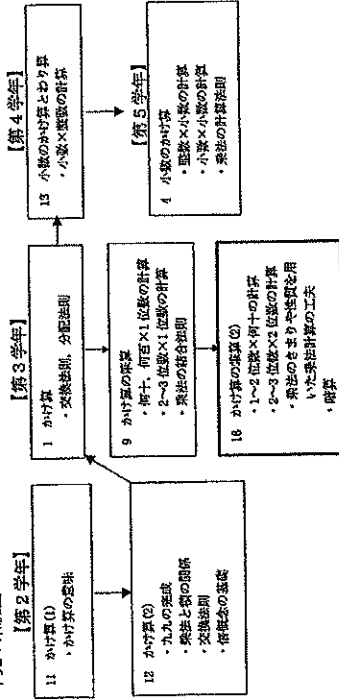 【第2学年】
11 かけ算(1)
・かけ算の意味
12 かけ算(2)
・九九の完成
・乗法と積の関係
・交換法則
・倍概念の基礎
【第3学年】
1 かけ算
・交換法則,分配法則
9 かけ算の筆算
・何十,何百×1位数の計算
・2~3位数×1位数の計算
・乗法の結合法則
16 かけ算の筆算(2)
・1~2位数×何十の計算
・2~3位数×2位数の計算
・乗法のきまりや性質を用
いた乗法計算の工夫
・暗算
【第4学年】
13 小数のかけ算とわり算
・小数×整数の計算
【第5学年】
4 小数のかけ算
・整数×小数の計算
・小数×小数の計算
・乗法の計算法則